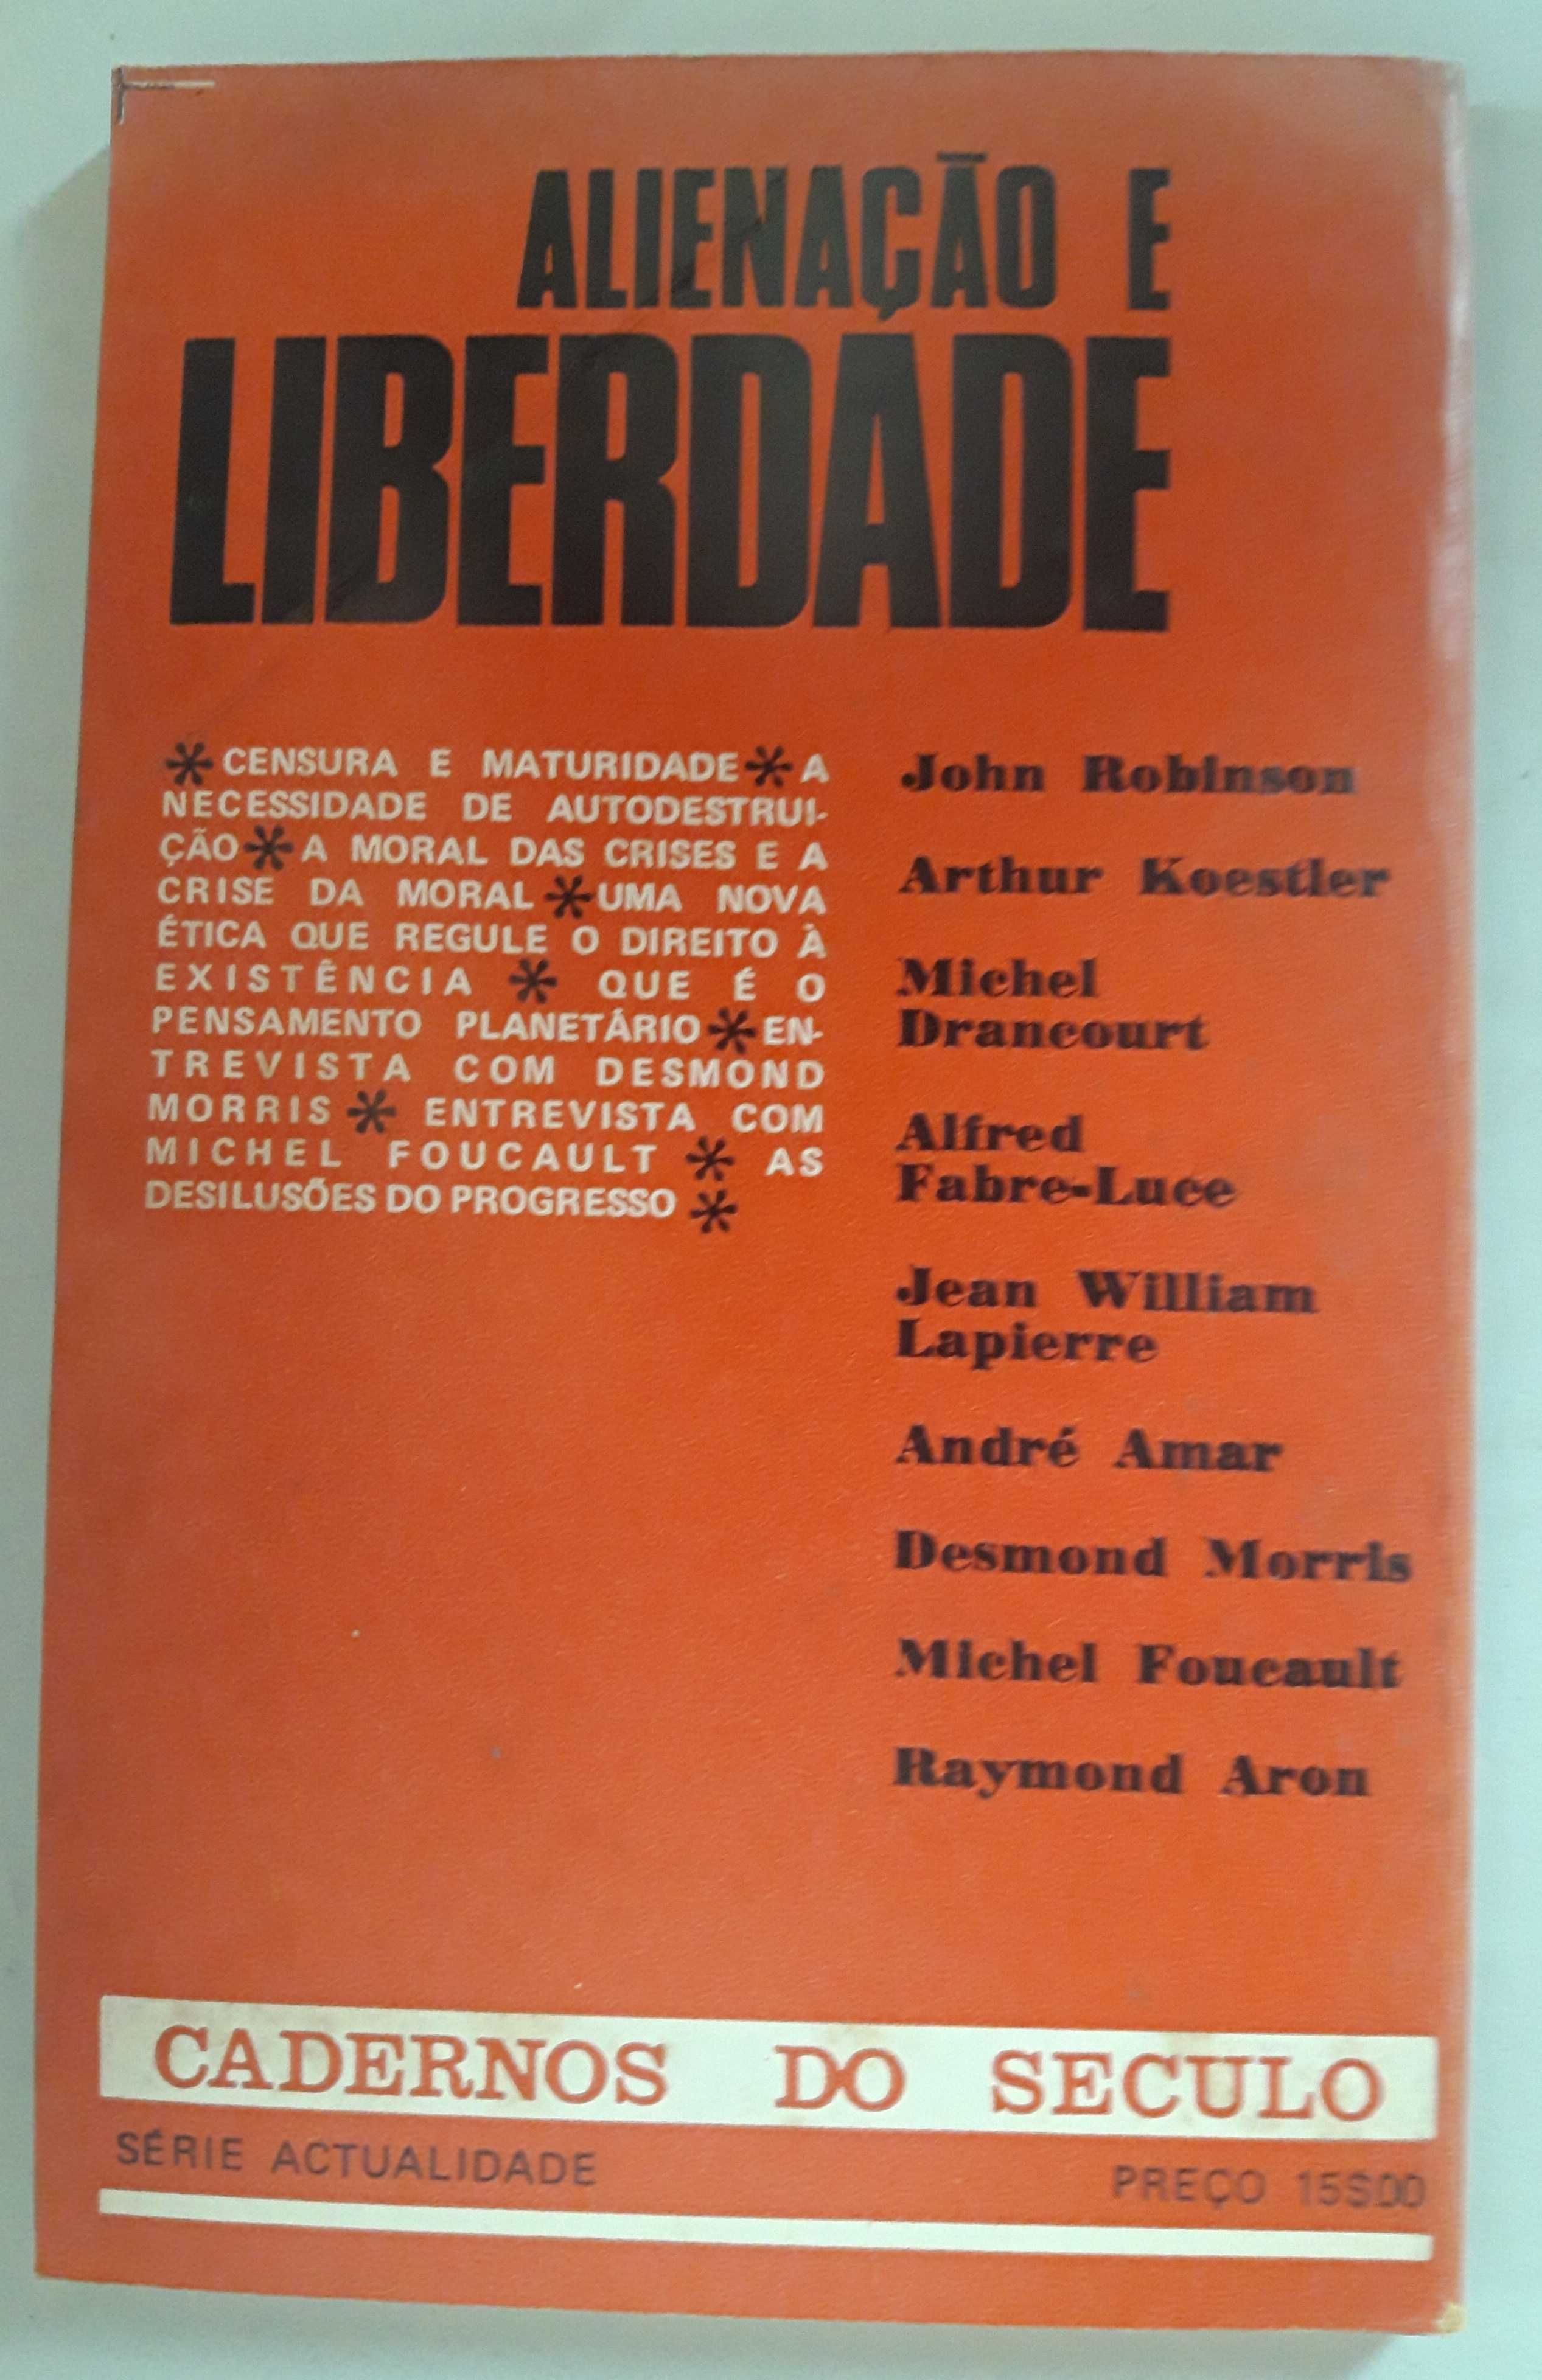 ALIENAÇÃO E
LIBERDADE
* CENSURA E MATURIDADE * A
NECESSIDADE DE AUTODESTRUI-
ÇÃO * A MORAL DAS CRISES E A
CRISE DA MORAL * UMA NOVA
ÉTICA QUE REGULE O DIREITO À
EXISTÊNCIA * QUE É O
PENSAMENTO PLANETÁRIO * EN-
TREVISTA COM DESMOND
MORRIS * ENTREVISTA COM
MICHEL FOUCAULT * AS
DESILUSÕES DO PROGRESSO *
John Robinson
Arthur Koestler
Michel
Drancourt
Alfred
Fabre-Luce
Jean William
Lapierre
André Amar
Desmond Morris
Michel Foucault
Raymond Aron
CADERNOS DO SECULO
SÉRIE ACTUALIDADE
PREÇO 15$00